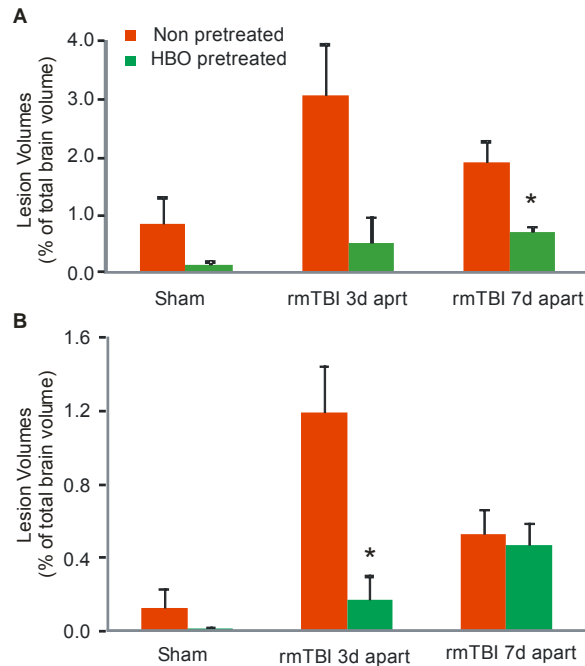 A
Non pretreated
HBO pretreated
Lesion Volumes
(% of total brain volume)
4.0
3.0
2.0
1.0
0.0
*
Sham
rmTBI 3d aprt
rmTBI 7d apart
B
Lesion Volumes
(% of total brain volume)
1.6
1.2
0.8
0.4
0.0
*
Sham
rmTBI 3d apart
rmTBI 7d apart